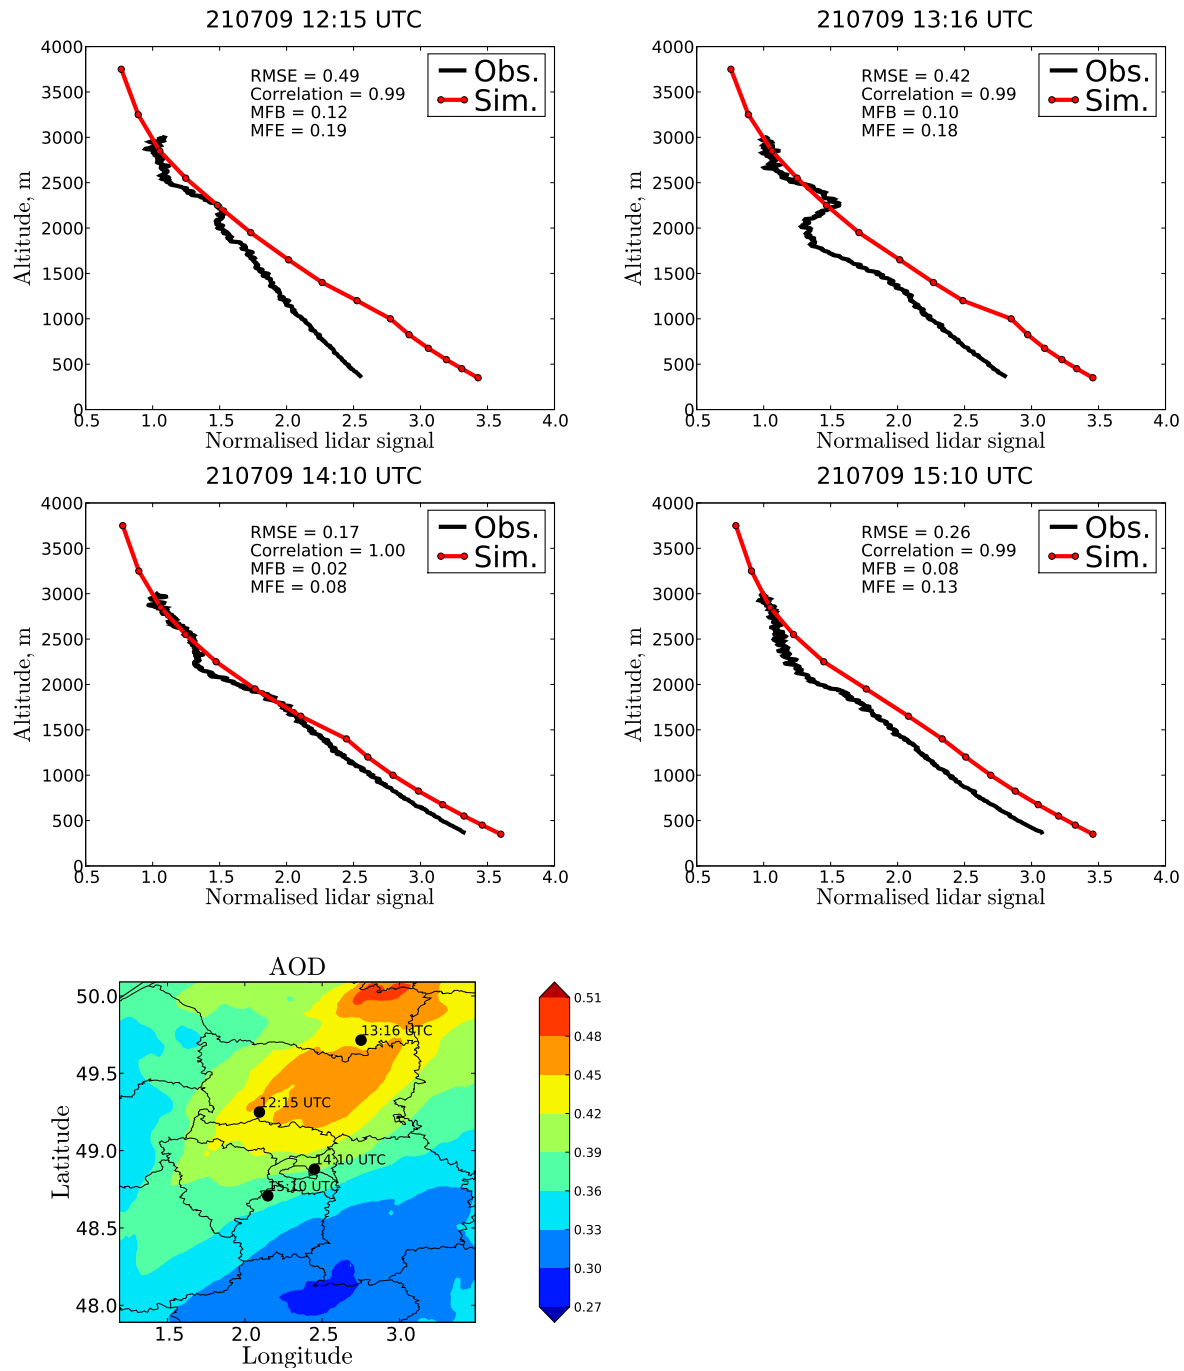 210709 12:15 UTC
4000
3500
3000
2500
2000
1500
1000
500
0
Altitude, m
RMSE = 0.49
Correlation = 0.99
MFB = 0.12
MFE = 0.19
Obs.
Sim.
0.5 1.0 1.5 2.0 2.5 3.0 3.5 4.0
Normalised lidar signal
210709 13:16 UTC
4000
3500
3000
2500
2000
1500
1000
500
0
Altitude, m
RMSE = 0.42
Correlation = 0.99
MFB = 0.10
MFE = 0.18
Obs.
Sim.
0.5 1.0 1.5 2.0 2.5 3.0 3.5 4.0
Normalised lidar signal
210709 14:10 UTC
4000
3500
3000
2500
2000
1500
1000
500
0
Altitude, m
RMSE = 0.17
Correlation = 1.00
MFB = 0.02
MFE = 0.08
Obs.
Sim.
0.5 1.0 1.5 2.0 2.5 3.0 3.5 4.0
Normalised lidar signal
210709 15:10 UTC
4000
3500
3000
2500
2000
1500
1000
500
0
Altitude, m
RMSE = 0.26
Correlation = 0.99
MFB = 0.08
MFE = 0.13
Obs.
Sim.
0.5 1.0 1.5 2.0 2.5 3.0 3.5 4.0
Normalised lidar signal
AOD
50.0
49.5
49.0
48.5
48.0
Latitude
13:16 UTC
12:15 UTC
14:10 UTC
15:10 UTC
1.5 2.0 2.5 3.0
Longitude
0.51
0.48
0.45
0.42
0.39
0.36
0.33
0.30
0.27